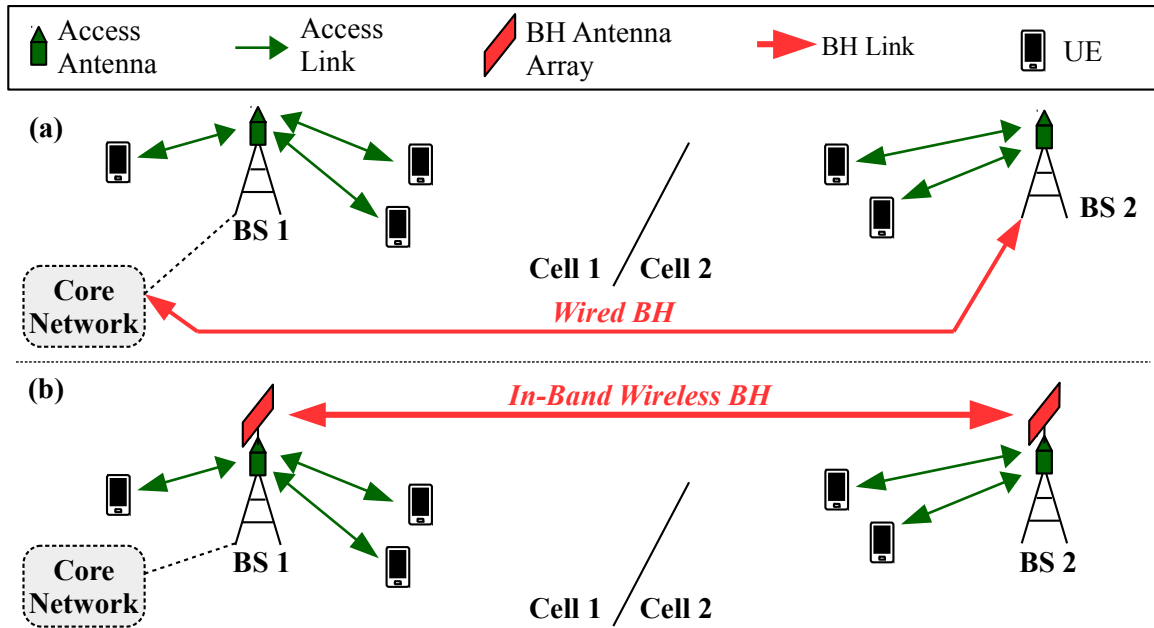 Access
Antenna
Access
Link
BH Antenna
Array
BH Link
UE
(a)
BS 1
BS 2
Cell 1
Cell 2
Core
Network
Wired BH
(b)
In-Band Wireless BH
BS 1
BS 2
Core
Network
Cell 1
Cell 2